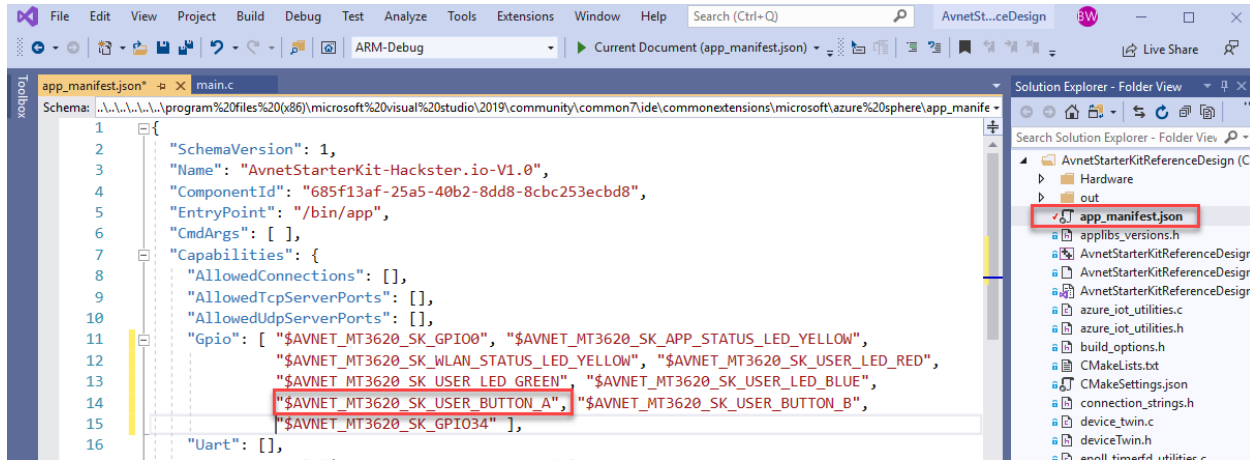 File Edit View Project Build Debug Test Analyze Tools Extensions Window Help Search (Ctrl+Q) AvnetSt...ceDesign BW
ARM-Debug Current Document (app_manifest.json) Live Share
Toolbox
app_manifest.json* main.c
Schema: ..\..\..\..\..\..\program%20files%20(x86)\microsoft%20visual%20studio\2019\community\common7\ide\commonextensions\microsoft\azure%20sphere\app_manife
1 {
2 "SchemaVersion": 1,
3 "Name": "AvnetStarterKit-Hackster.io-V1.0",
4 "ComponentId": "685f13af-25a5-40b2-8dd8-8cbc253ecbd8",
5 "EntryPoint": "/bin/app",
6 "CmdArgs": [ ],
7 "Capabilities": {
8 "AllowedConnections": [],
9 "AllowedTcpServerPorts": [],
10 "AllowedUdpServerPorts": [],
11 "Gpio": [ "$AVNET_MT3620_SK_GPIO0", "$AVNET_MT3620_SK_APP_STATUS_LED_YELLOW",
12 "$AVNET_MT3620_SK_WLAN_STATUS_LED_YELLOW", "$AVNET_MT3620_SK_USER_LED_RED",
13 "$AVNET_MT3620_SK_USER_LED_GREEN", "$AVNET_MT3620_SK_USER_LED_BLUE",
14 "$AVNET_MT3620_SK_USER_BUTTON_A", "$AVNET_MT3620_SK_USER_BUTTON_B",
15 "$AVNET_MT3620_SK_GPIO34" ],
16 "Uart": [],
Solution Explorer - Folder View
Search Solution Explorer - Folder Viev
AvnetStarterKitReferenceDesign (C
Hardware
out
app_manifest.json
applibs_versions.h
AvnetStarterKitReferenceDesigr
AvnetStarterKitReferenceDesigr
AvnetStarterKitReferenceDesigr
azure_iot_utilities.c
azure_iot_utilities.h
build_options.h
CMakeLists.txt
CMakeSettings.json
connection_strings.h
device_twin.c
deviceTwin.h
epoll_timerfd_utilities.c